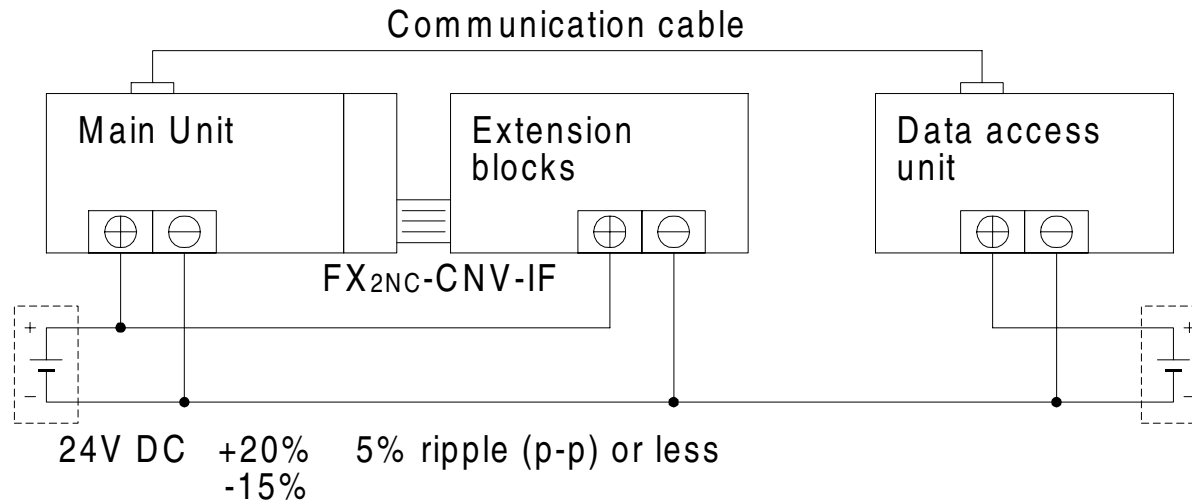 Communication cable
Main Unit
Extension
blocks
Data access
unit
+ -
+ -
+ -
FX2NC-CNV-IF
+
-
+
-
24V DC +20% 5% ripple (p-p) or less
-15%